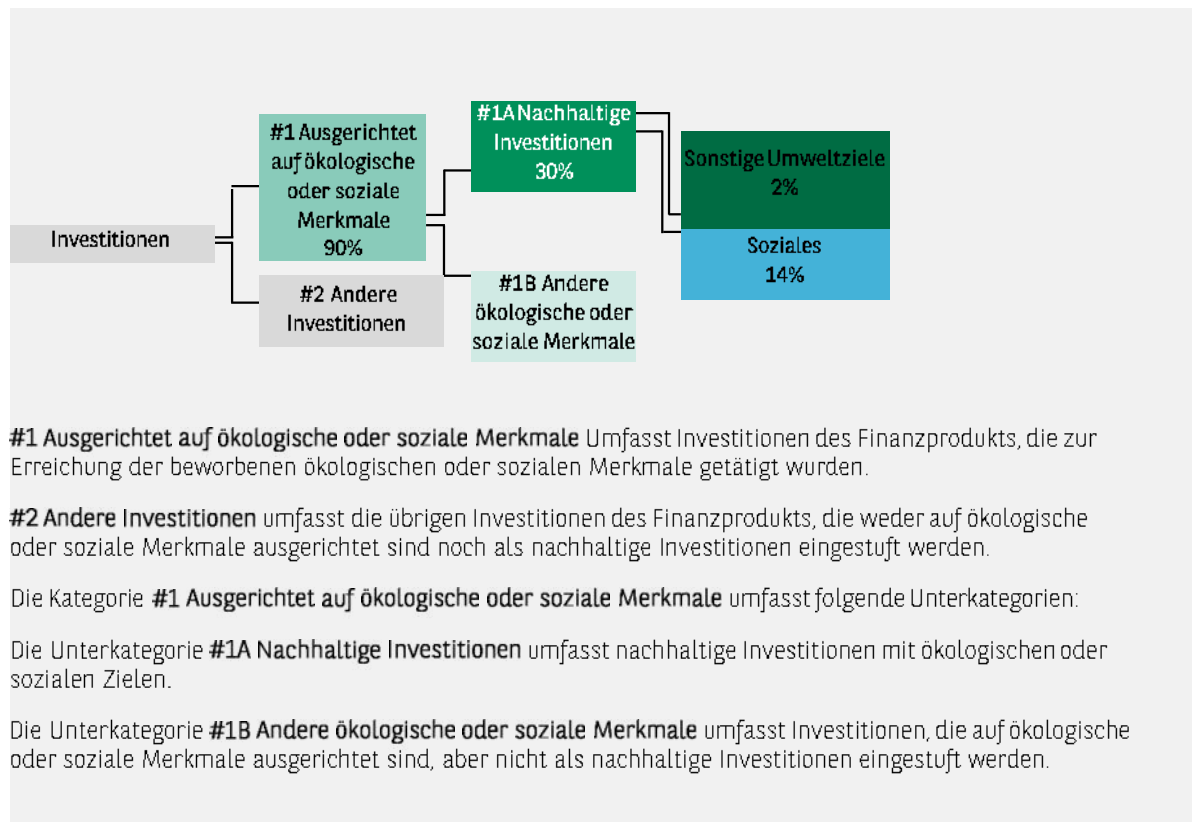 #1 Ausgerichtet
auf ökologische
oder soziale
Merkmale
90%
#1A Nachhaltige
Investitionen
30%
Sonstige Umweltziele
2%
Investitionen
Soziales
14%
#2 Andere
Investitionen
#1B Andere
ökologische oder
soziale Merkmale
#1 Ausgerichtet auf ökologische oder soziale Merkmale Umfasst Investitionen des Finanzprodukts, die zur
Erreichung der beworbenen ökologischen oder sozialen Merkmale getätigt wurden.
#2 Andere Investitionen umfasst die übrigen Investitionen des Finanzprodukts, die weder auf ökologische
oder soziale Merkmale ausgerichtet sind noch als nachhaltige Investitionen eingestuft werden.
Die Kategorie #1 Ausgerichtet auf ökologische oder soziale Merkmale umfasst folgende Unterkategorien:
Die Unterkategorie #1A Nachhaltige Investitionen umfasst nachhaltige Investitionen mit ökologischen oder
sozialen Zielen.
Die Unterkategorie #1B Andere ökologische oder soziale Merkmale umfasst Investitionen, die auf ökologische
oder soziale Merkmale ausgerichtet sind, aber nicht als nachhaltige Investitionen eingestuft werden.